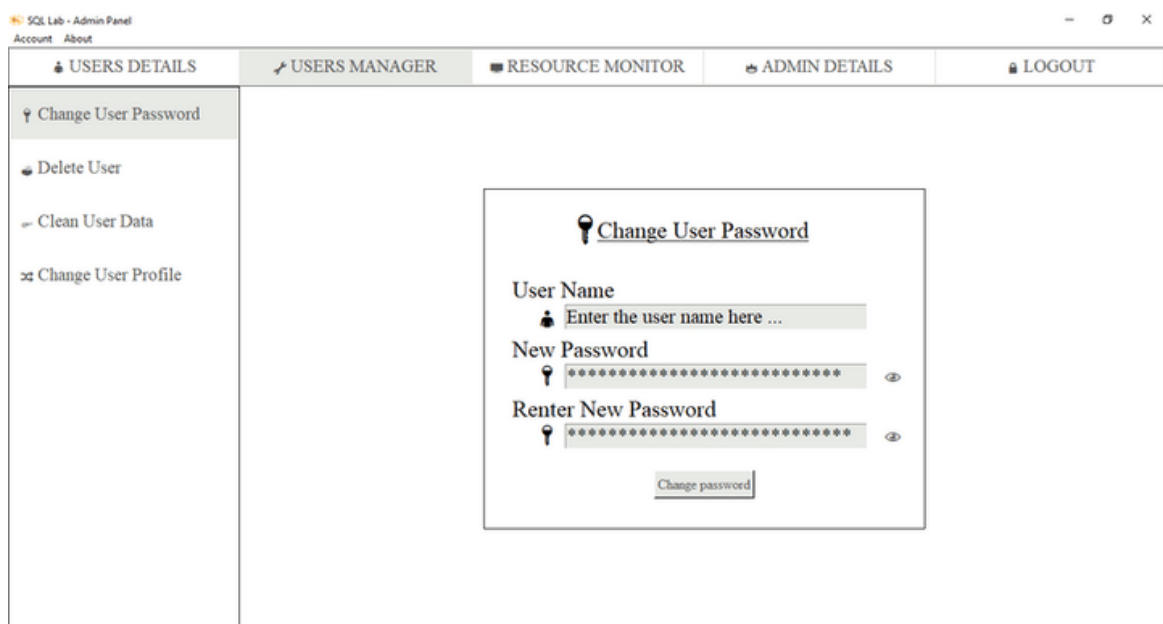 SQL Lab - Admin Panel
Account About
USERS DETAILS USERS MANAGER RESOURCE MONITOR ADMIN DETAILS LOGOUT
Change User Password
Delete User
Clean User Data
Change User Profile
Change User Password
User Name
Enter the user name here ...
New Password
***************************
Renter New Password
****************************
Change password